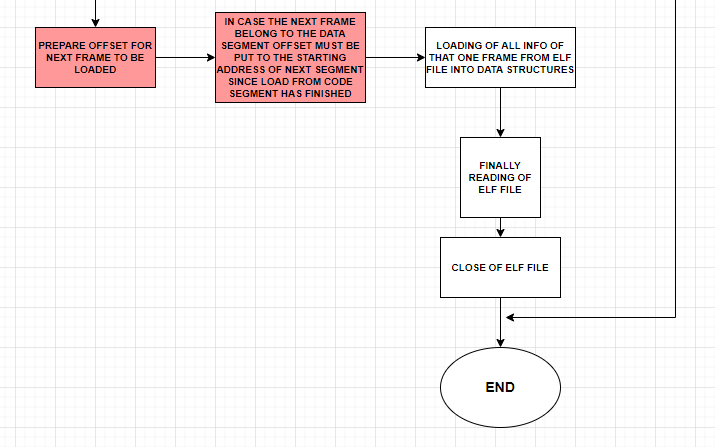 PREPARE OFFSET FOR
NEXT FRAME TO BE
LOADED
IN CASE THE NEXT FRAME
BELONG TO THE DATA
SEGMENT OFFSET MUST BE
PUT TO THE STARTING
ADDRESS OF NEXT SEGMENT
SINCE LOAD FROM CODE
SEGMENT HAS FINISHED
LOADING OF ALL INFO OF
THAT ONE FRAME FROM ELF
FILE INTO DATA STRUCTURES
FINALLY
READING OF
ELF FILE
CLOSE OF ELF FILE
END